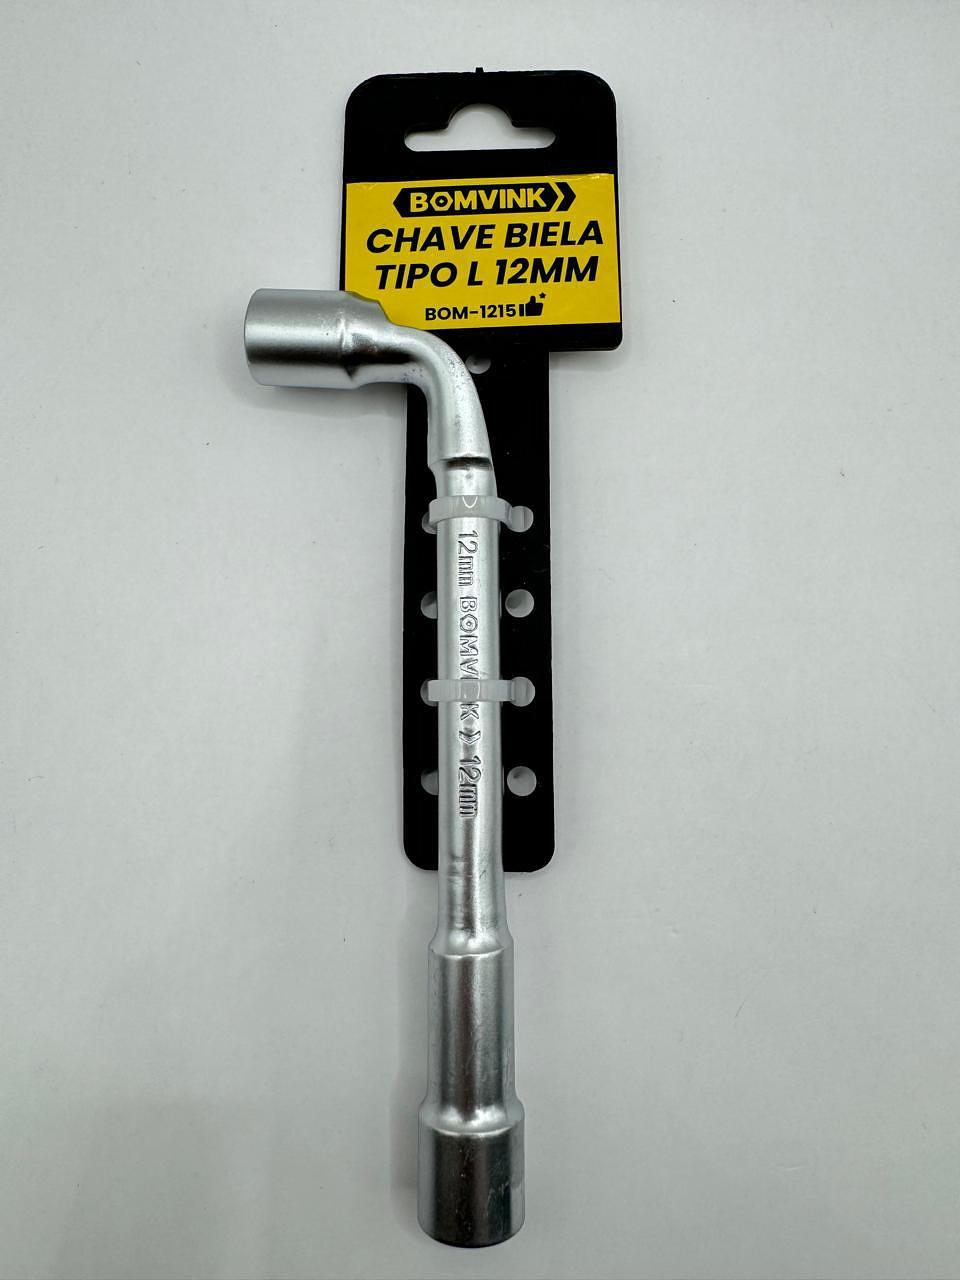 BOMVINK
CHAVE BIELA
TIPO L 12MM
BOM-1215
12mm BOMVINK 12mm